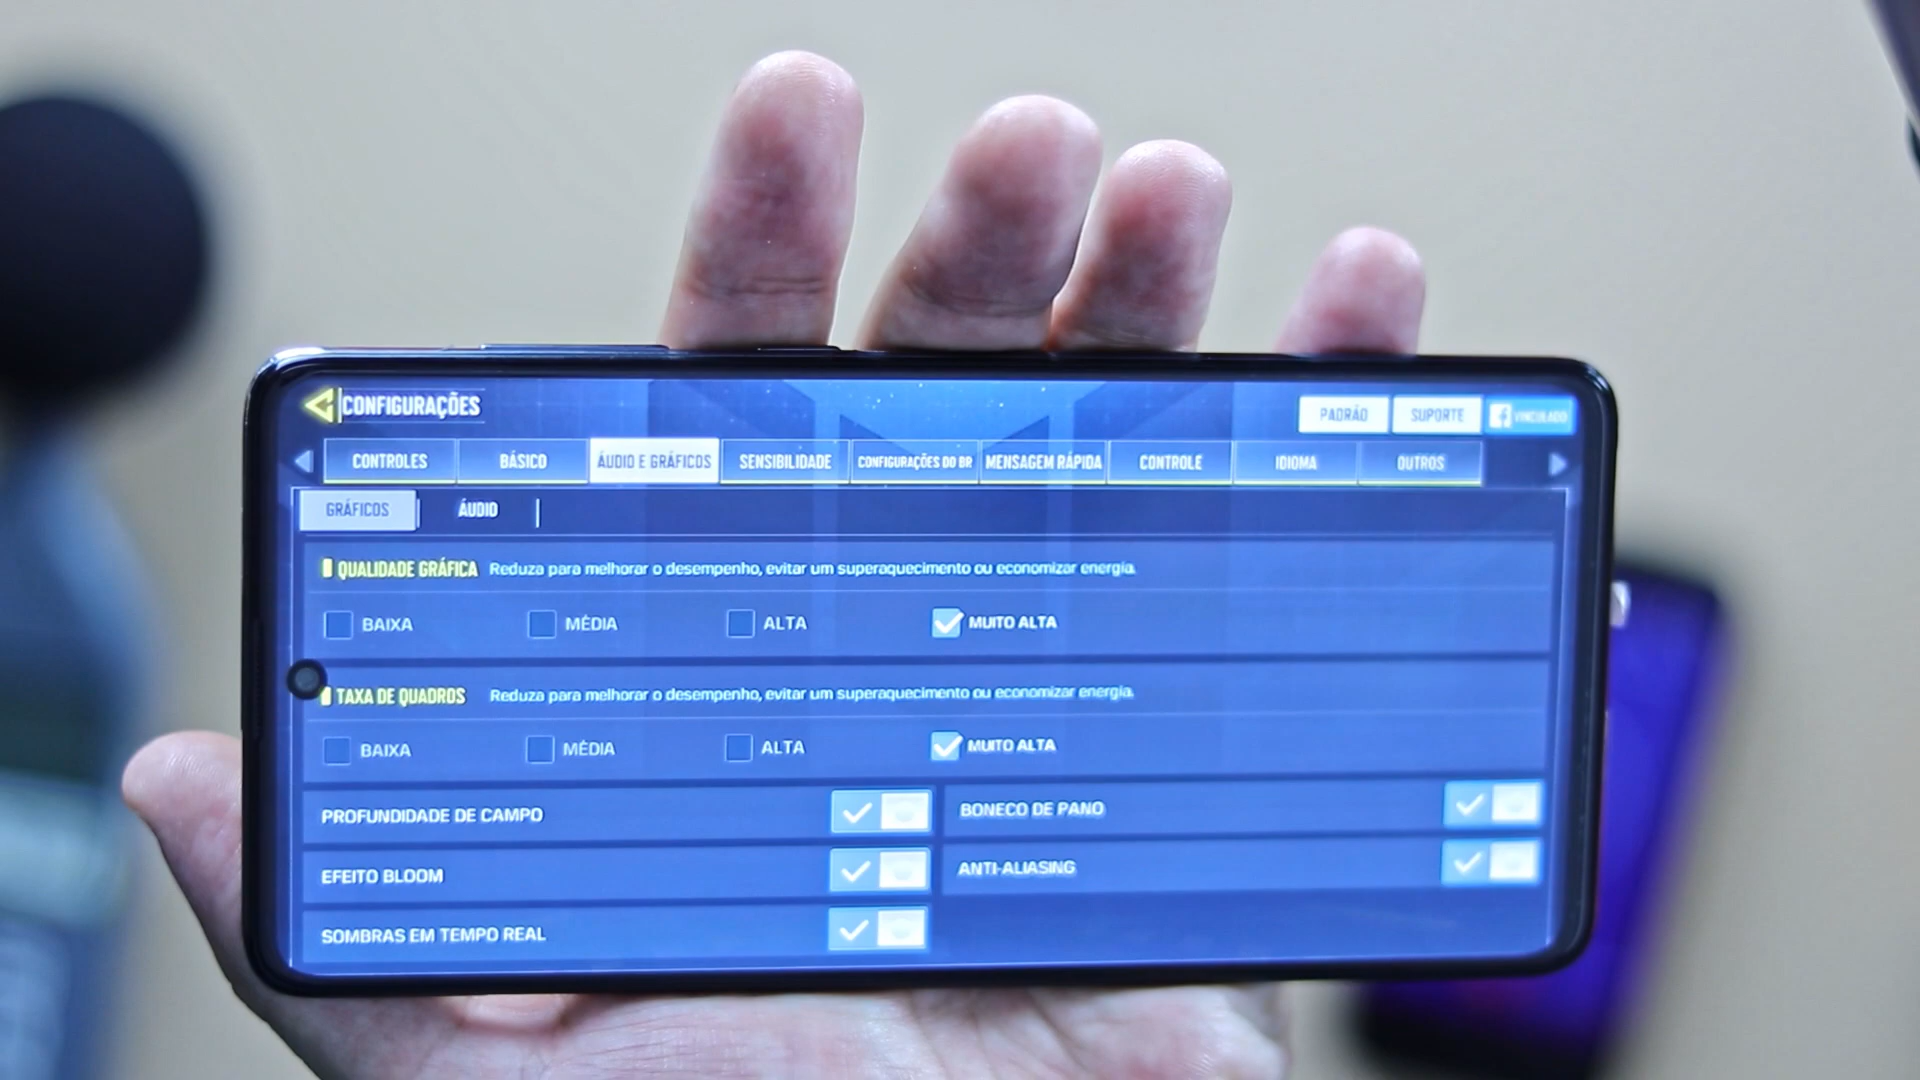 CONFIGURAÇÕES
PADRÃO SUPORTE VINCULADO
CONTROLES BÁSICO ÁUDIO E GRÁFICOS SENSIBILIDADE CONFIGURAÇÕES DO BR MENSAGEM RÁPIDA CONTROLE IDIOMA OUTROS
GRÁFICOS ÁUDIO
QUALIDADE GRÁFICA Reduza para melhorar o desempenho, evitar um superaquecimento ou economizar energia.
BAIXA MÉDIA ALTA MUITO ALTA
TAXA DE QUADROS Reduza para melhorar o desempenho, evitar um superaquecimento ou economizar energia.
BAIXA MÉDIA ALTA MUITO ALTA
PROFUNDIDADE DE CAMPO BONECO DE PANO
EFEITO BLOOM ANTI-ALIASING
SOMBRAS EM TEMPO REAL